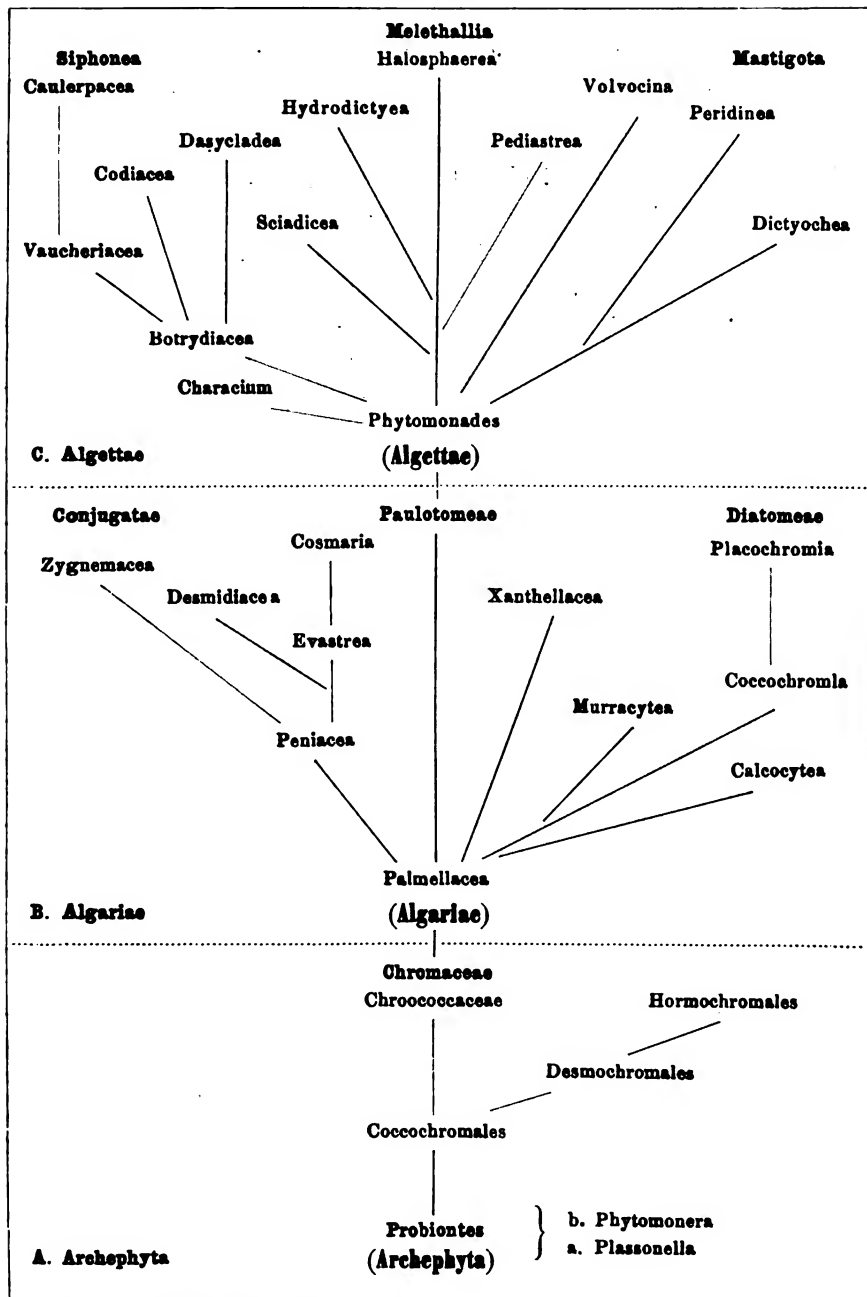 Melethallia
Siphonea
Halosphaerea
Mastigota
Caulerpacea
Volvocina
Hydrodictyea
Peridinea
Dasycladea
Pediastrea
Codiacea
Sciadicea
Dictyochea
Vaucheriacea
Botrydiacea
Characium
Phytomonades
C. Algettae
(Algettae)
Conjugatae
Paulotomeae
Diatomeae
Cosmaria
Placochromia
Zygnemacea
Desmidiacea
Xanthellacea
Evastrea
Coccochromia
Murracytea
Peniacea
Calcocytea
Palmellacea
B. Algariae
(Algariae)
Chromaceae
Chroococcaceae
Hormochromales
Desmochromales
Coccochromales
Probiontes
} b. Phytomonera
a. Plassonella
A. Archephyta
(Archephyta)